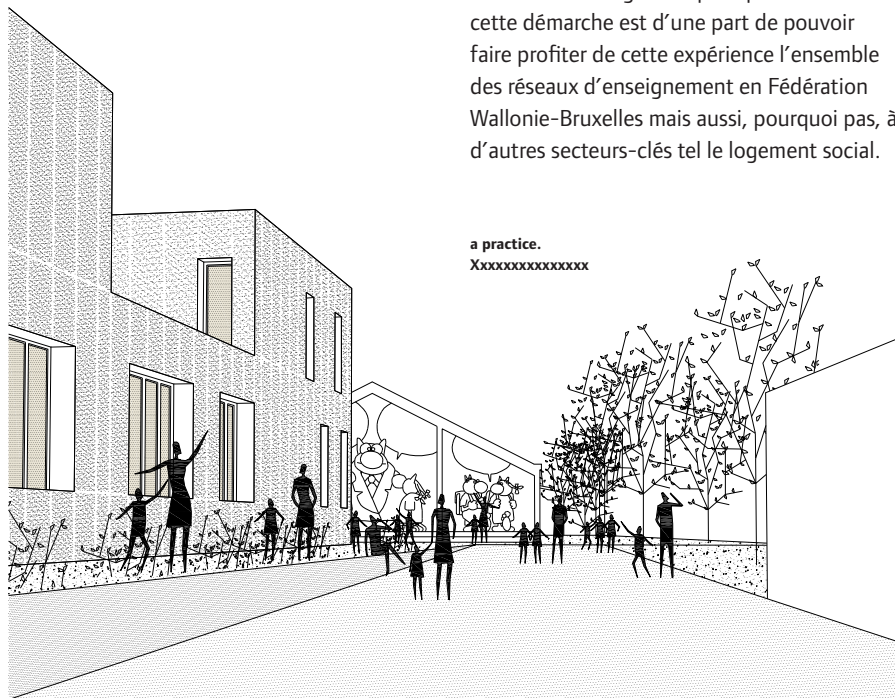 cette démarche est d'une part de pouvoir
faire profiter de cette expérience l'ensemble
des réseaux d'enseignement en Fédération
Wallonie-Bruxelles mais aussi, pourquoi pas, à
d'autres secteurs-clés tel le logement social.
a practice.
Xxxxxxxxxxxxxxx